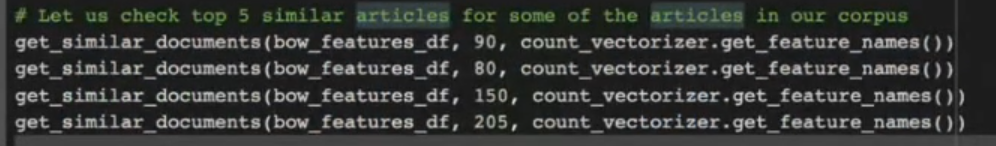 # Let us check top 5 similar articles for some of the articles in our corpus
get_similar_documents(bow_features_df, 90, count_vectorizer.get_feature_names())
get_similar_documents(bow_features_df, 80, count_vectorizer.get_feature_names())
get_similar_documents(bow_features_df, 150, count_vectorizer.get_feature_names())
get_similar_documents(bow_features_df, 205, count_vectorizer.get_feature_names())